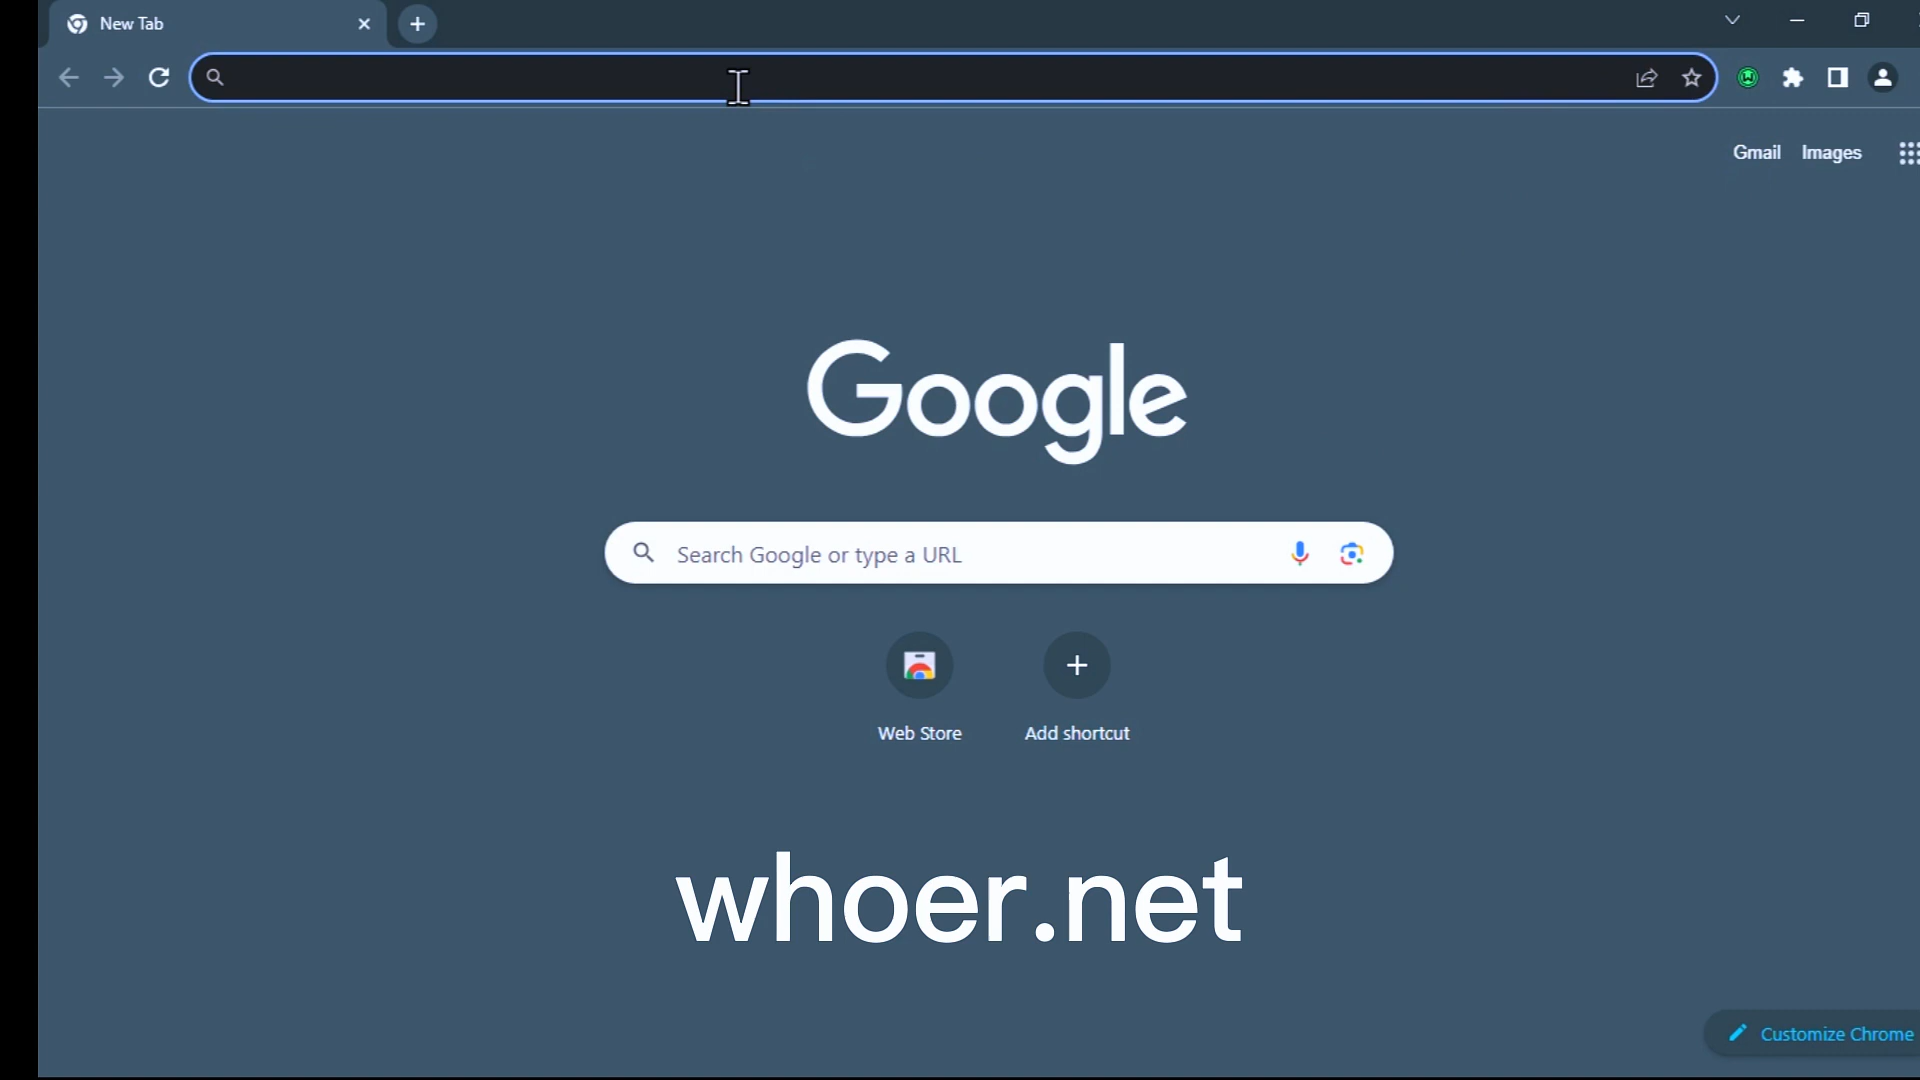 New Tab
Gmail Images
Google
Search Google or type a URL
Web Store Add shortcut
whoer.net
Customize Chrome